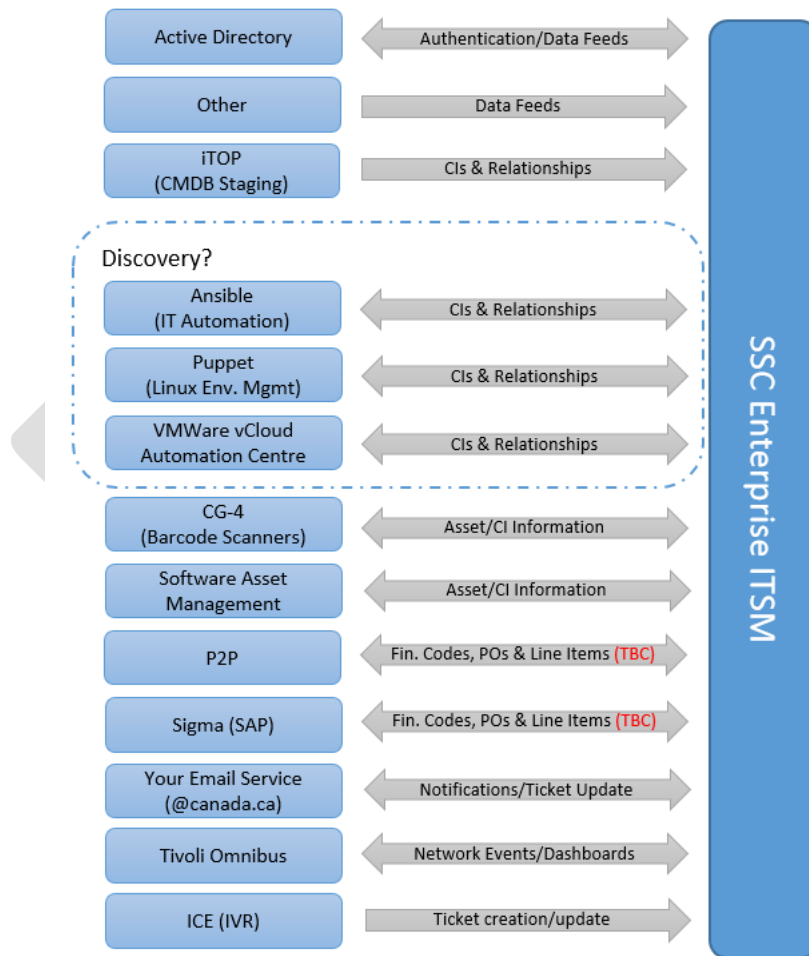 Active Directory
Authentication/Data Feeds
Other
Data Feeds
iTOP
(CMDB Staging)
CIs & Relationships
Discovery?
Ansible
(IT Automation)
CIs & Relationships
Puppet
(Linux Env. Mgmt)
CIs & Relationships
VMWare vCloud
Automation Centre
CIs & Relationships
CG-4
(Barcode Scanners)
Asset/CI Information
Software Asset
Management
Asset/CI Information
P2P
Fin. Codes, POs & Line Items (TBC)
Sigma (SAP)
Fin. Codes, POs & Line Items (TBC)
Your Email Service
(@canada.ca)
Notifications/Ticket Update
Tivoli Omnibus
Network Events/Dashboards
ICE (IVR)
Ticket creation/update
SSC Enterprise ITSM